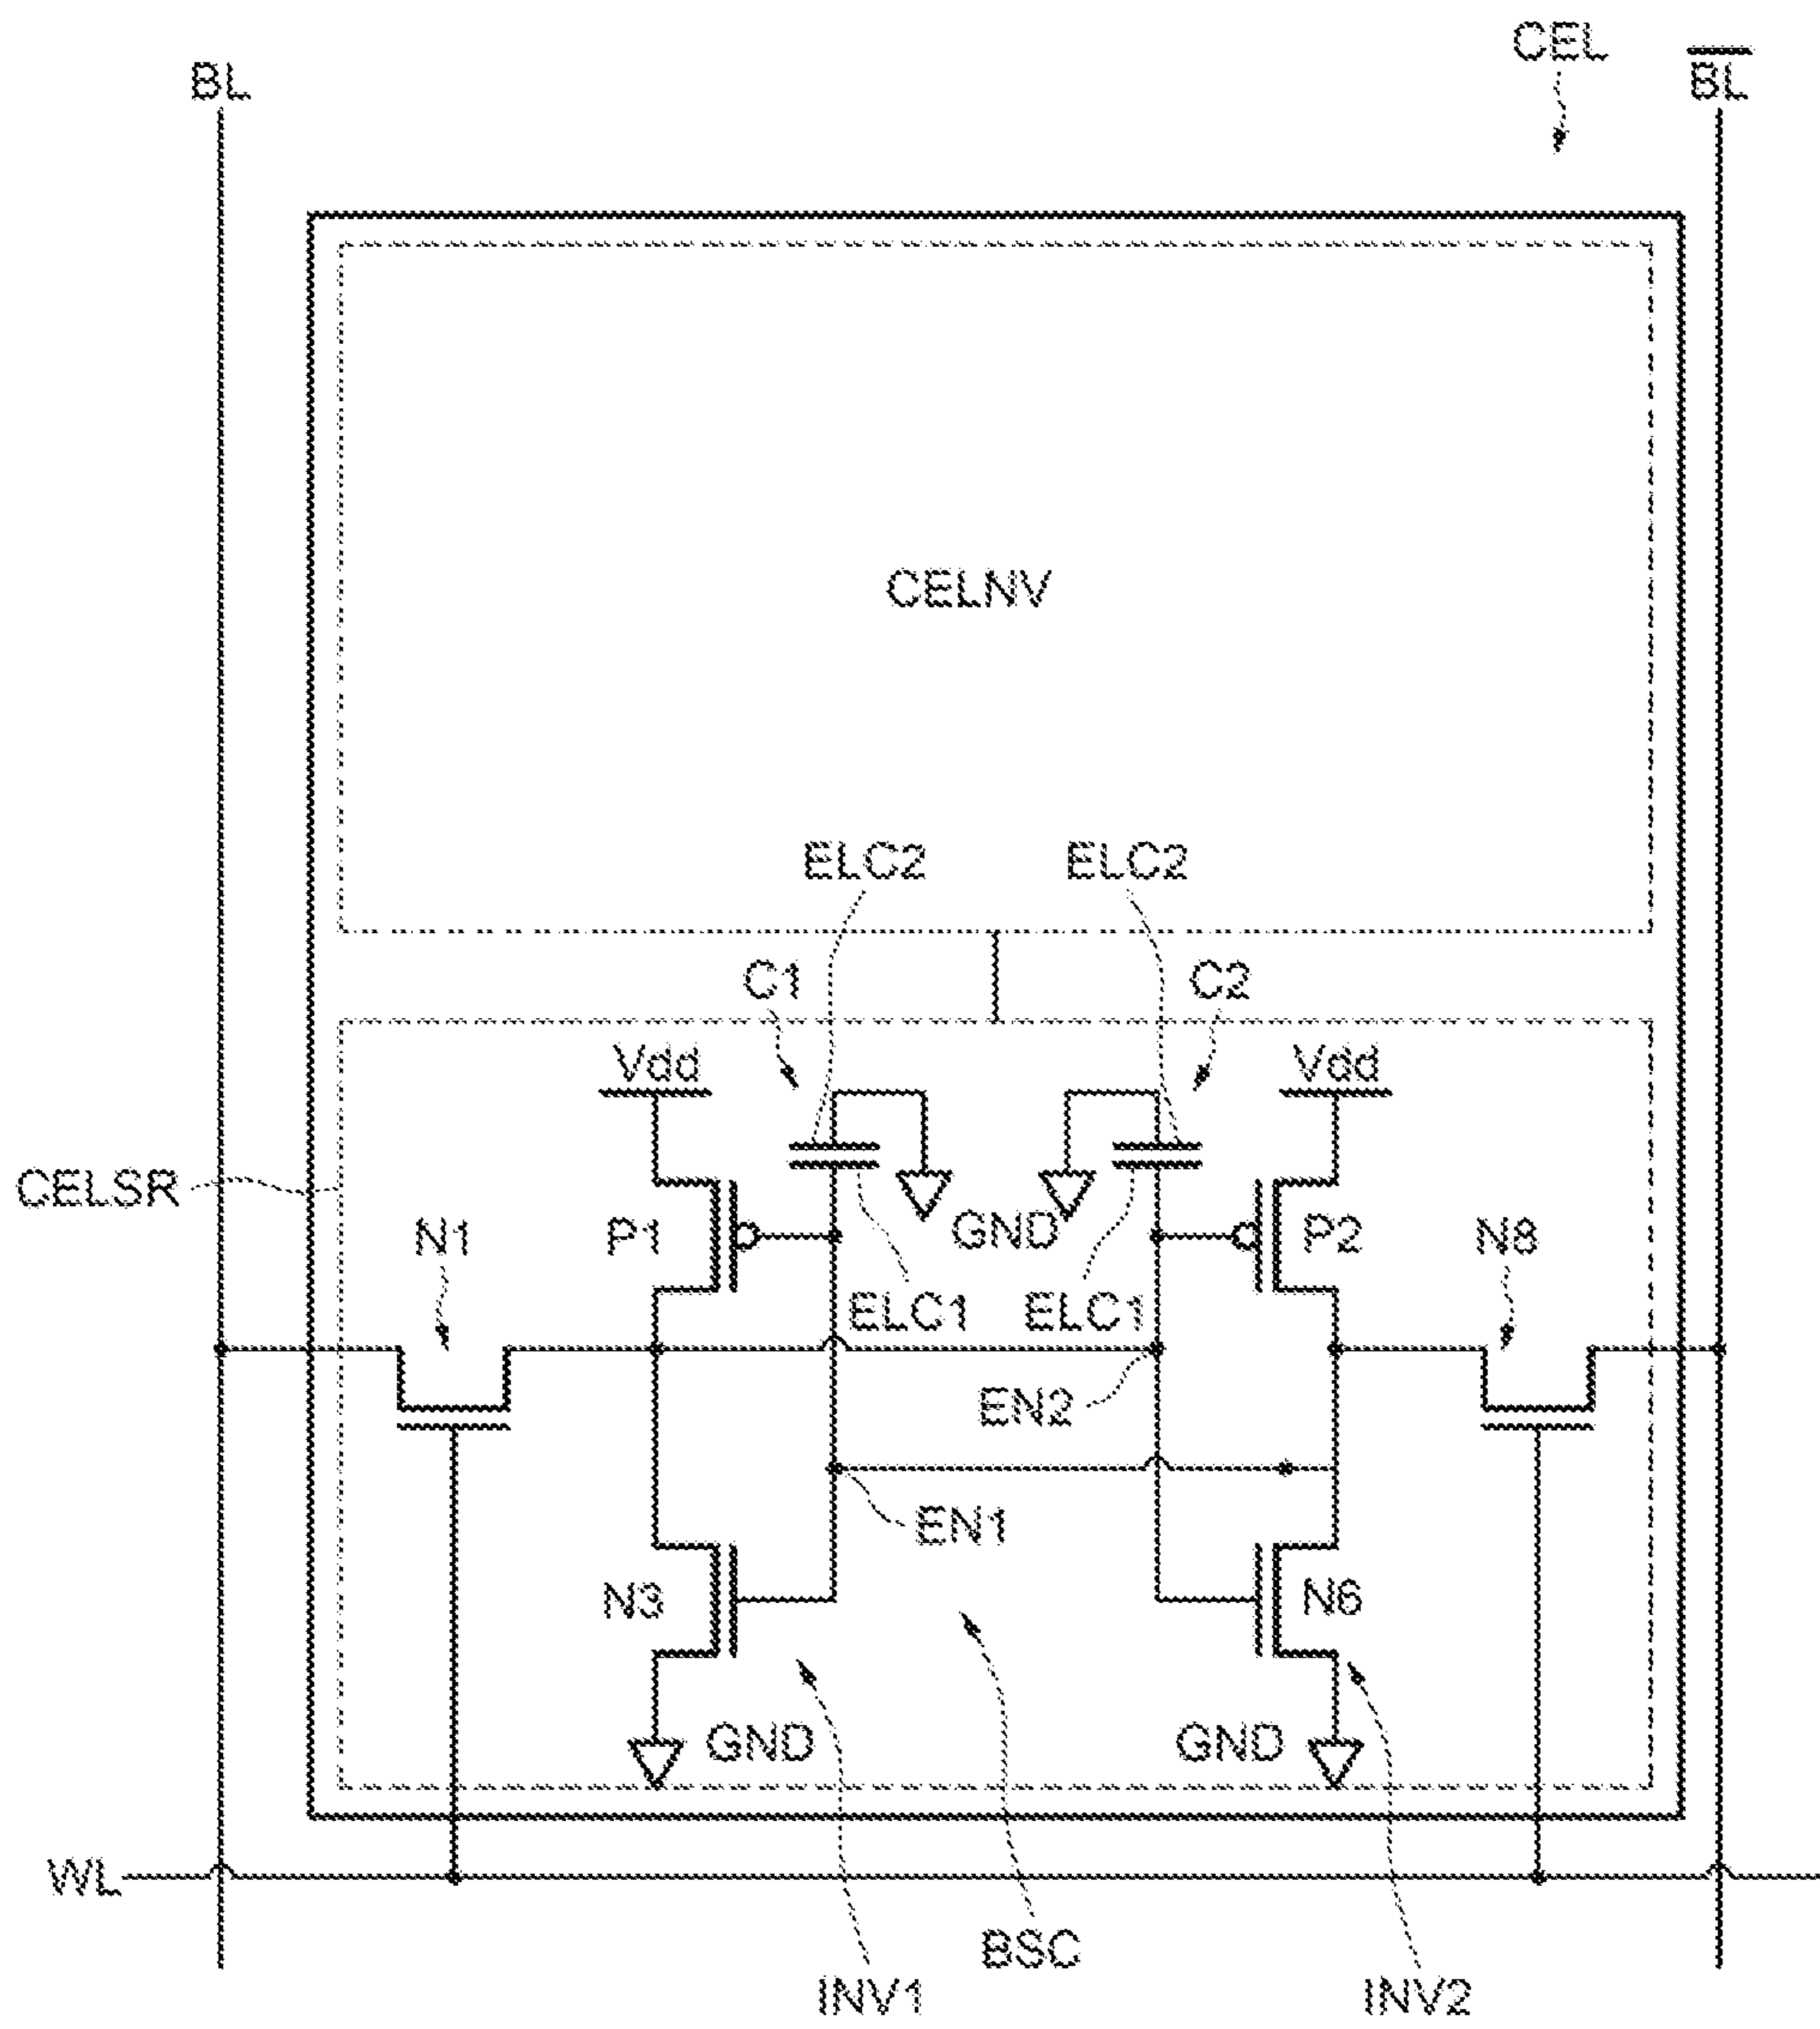 CEL
BL
BL
CELNV
ELC2
ELC2
C1
C2
Vdd
Vdd
CELSR
N1
P1
GND
P2
N8
ELC1
ELC1
EN2
EN1
N3
N6
GND
GND
WL
BSC
INV1
INV2